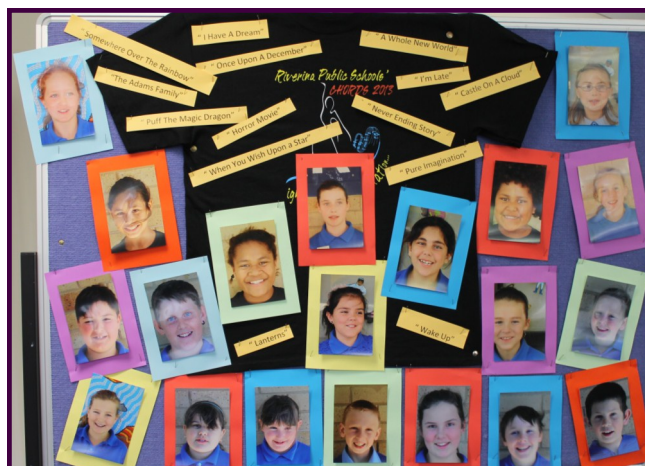 "Somewhere Over The Rainbow"
"I Have A Dream"
"A Whole New World"
"Once Upon A December"
"The Adams Family"
"I'm Late"
"Castle On A Cloud"
Riverina Public Schools'
CHORDS 2013
"Puff The Magic Dragon"
"Horror Movie"
"Never Ending Story"
"When You Wish Upon a Star"
"Pure Imagination"
"Lanterns"
"Wake Up"